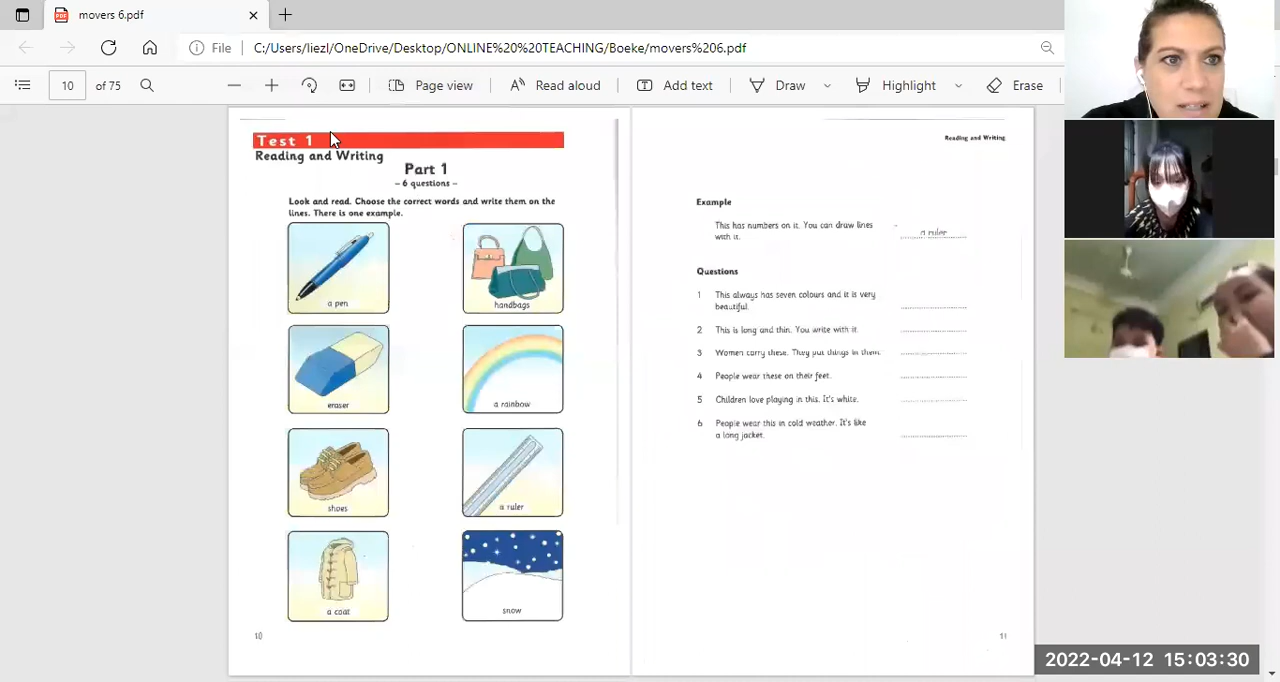 movers 6.pdf
File
C:/Users/liezl/OneDrive/Desktop/ONLINE%20%20TEACHING/Boeke/movers%206.pdf
10 of 75
Page view
Read aloud
Add text
Draw
Highlight
Erase
Test 1
Reading and Writing
Part 1
– 6 questions –
Look and read. Choose the correct words and write them on the
lines. There is one example.
a pen
handbags
eraser
a rainbow
shoes
a ruler
a coat
snow
10
Reading and Writing
Example
This has numbers on it. You can draw lines
with it.
a ruler
Questions
1 This always has seven colours and it is very
beautiful.
2 This is long and thin. You write with it.
3 Women carry these. They put things in them.
4 People wear these on their feet.
5 Children love playing in this. It's white.
6 People wear this in cold weather. It's like
a long jacket.
2022-04-12 15:03:30